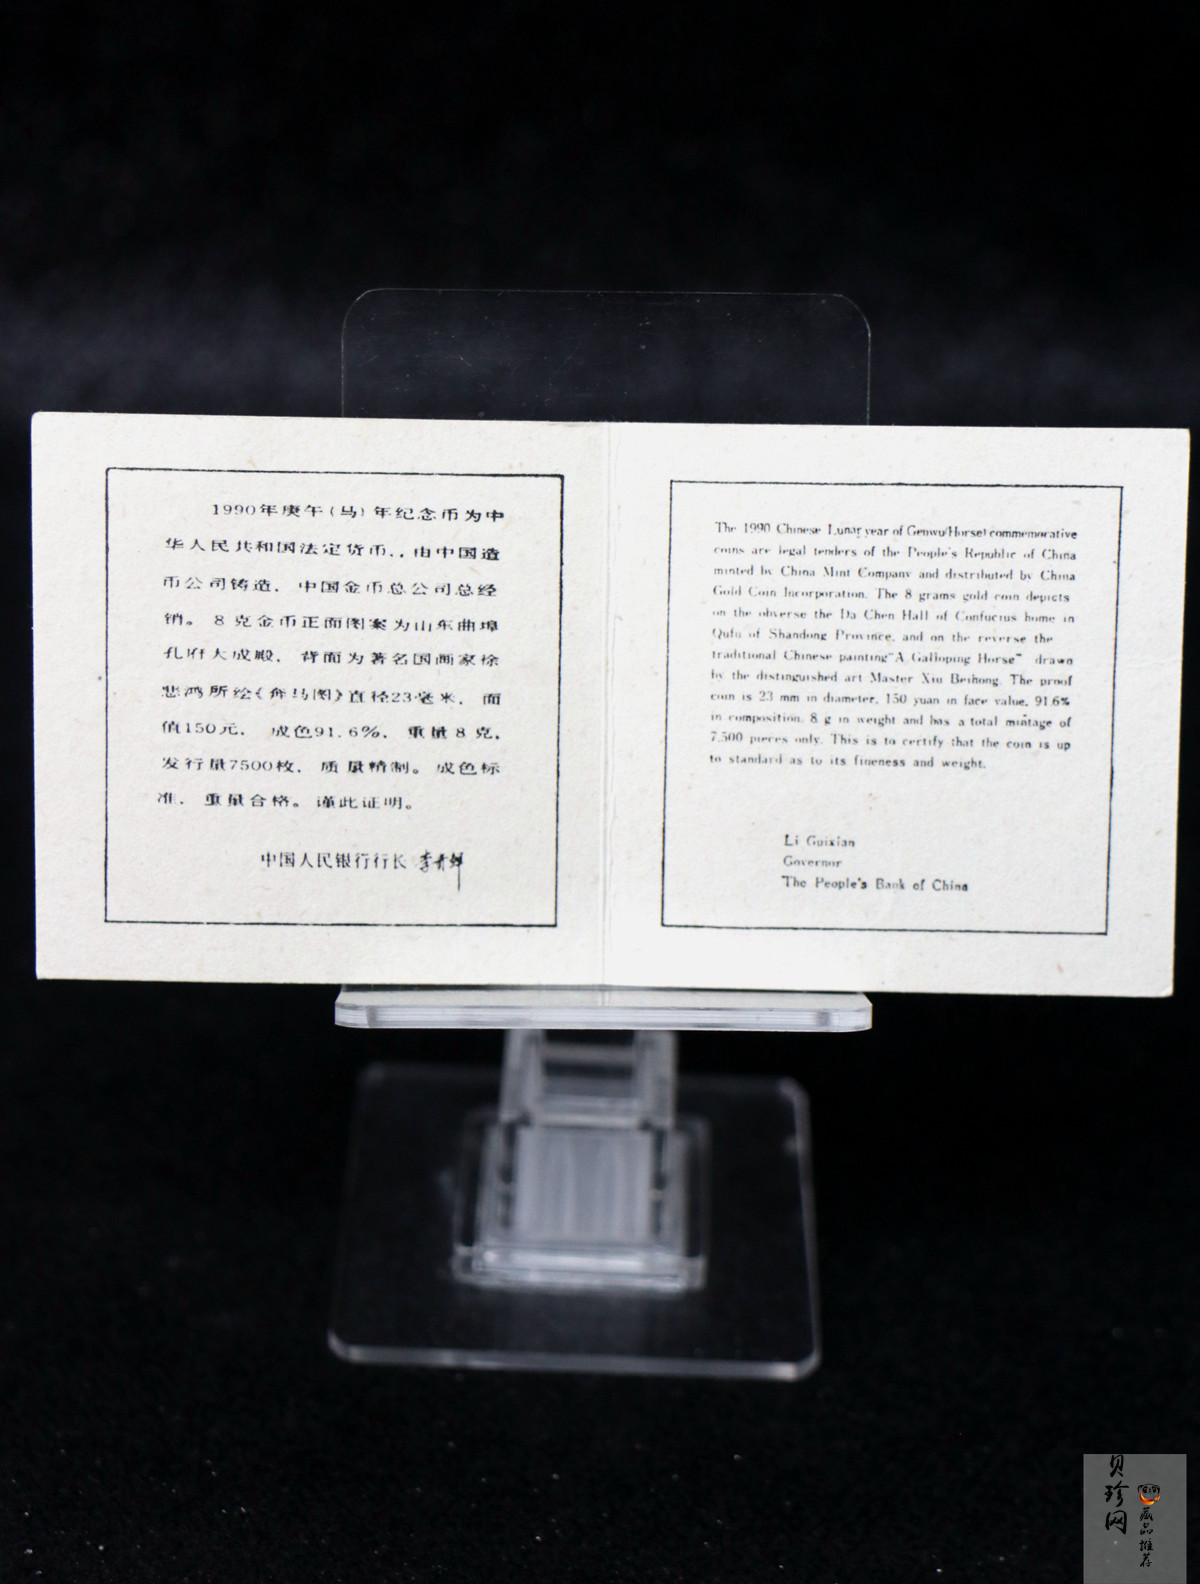 1990年庚午(马)年纪念币为中
华人民共和国法定货币.,由中国造
币公司铸造，中国金币总公司总经
销。8克金币正面图案为山东曲埠
孔府大成殿，背面为著名国画家徐
悲鸿所绘《奔马图》直径23毫米，面
值150元，成色91.6%，重量8克，
发行量7500枚，质量精制。成色标
准，重量合格。谨此证明。
中国人民银行行长 李贵鲜
The 1990 Chinese Lunar year of Genwu(Horse) commemorative
coins are legal tenders of the People's Republic of China
minted by China Mint Company and distributed by China
Gold Coin Incorporation. The 8 grams gold coin depicts
on the obverse the Da Chen Hall of Confucius home in
Qufu of Shandong Province, and on the reverse the
traditional Chinese painting"A Galloping Horse" drawn
by the distinguished art Master Xiu Beihong. The proof
coin is 23 mm in diameter, 150 yuan in face value, 91.6%
in composition, 8 g in weight and has a total mintage of
7,500 pieces only. This is to certify that the coin is up
to standard as to its fineness and weight.
Li Guixian
Governor
The People's Bank of China
贝珍网
藏品推荐